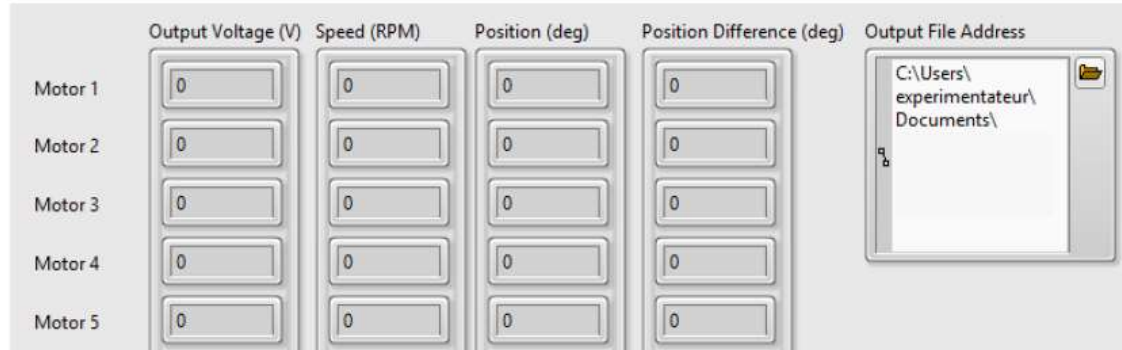 Output Voltage (V) Speed (RPM) Position (deg) Position Difference (deg) Output File Address
C:\Users\
experimentateur\
Documents\
Motor 1 0 0 0 0
Motor 2 0 0 0 0
Motor 3 0 0 0 0
Motor 4 0 0 0 0
Motor 5 0 0 0 0